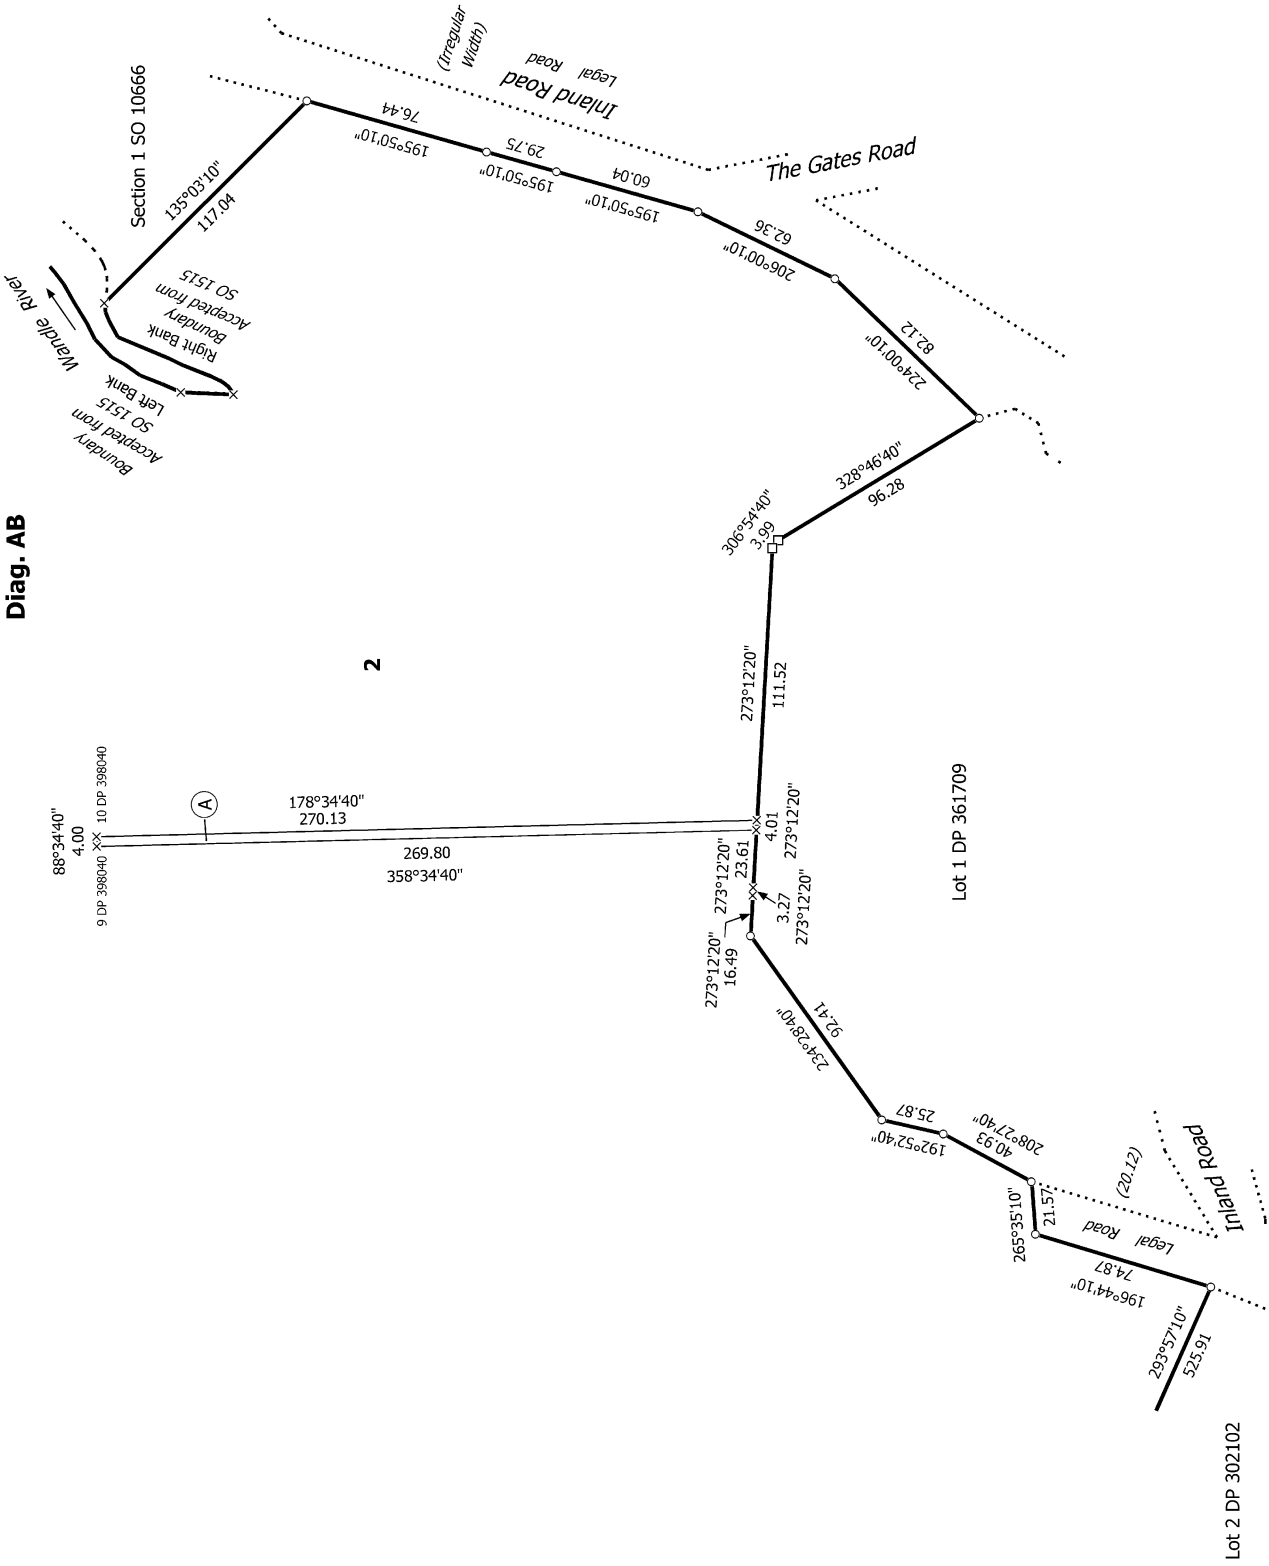 Diag. AB
Wandle River
Section 1 SO 10666
135°03'10"
117.04
Right Bank
Boundary
Accepted from
SO 1515
Left Bank
SO 1515
Accepted from
Boundary
(Irregular
Width)
Legal Road
Inland Road
76.44
195°50'10"
29.75
195°50'10"
60.04
195°50'10"
The Gates Road
62.36
206°00'10"
82.12
224°00'10"
328°46'40"
96.28
306°54'40"
3.99
2
273°12'20"
111.52
88°34'40"
4.00
10 DP 398040
9 DP 398040
A
178°34'40"
270.13
269.80
358°34'40"
4.01
273°12'20"
273°12'20"
23.61
3.27
273°12'20"
273°12'20"
16.49
Lot 1 DP 361709
92.41
234°28'40"
25.87
192°52'40"
40.93
208°27'40"
265°35'10"
21.57
(20.12)
Inland Road
Legal Road
74.87
196°44'10"
293°57'10"
525.91
Lot 2 DP 302102